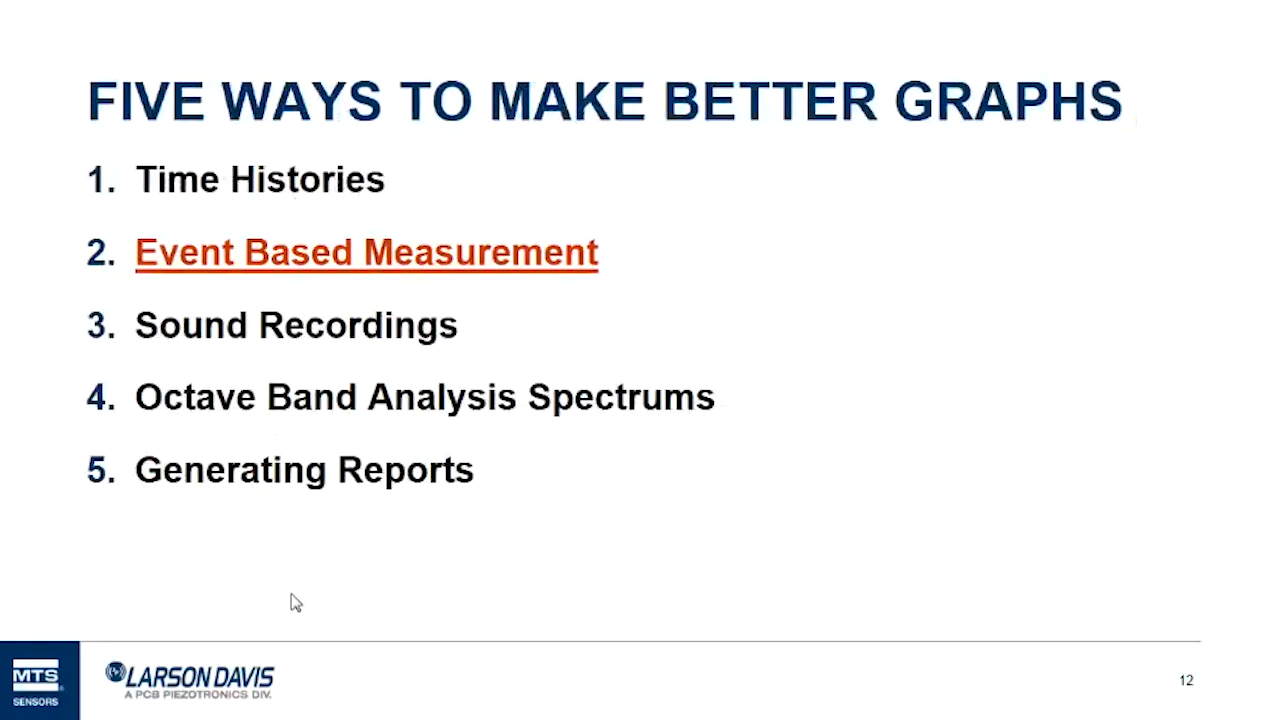 FIVE WAYS TO MAKE BETTER GRAPHS
1. Time Histories
2. Event Based Measurement
3. Sound Recordings
4. Octave Band Analysis Spectrums
5. Generating Reports
MTS
SENSORS
LARSON DAVIS
A PCB PIEZOTRONICS DIV.
12